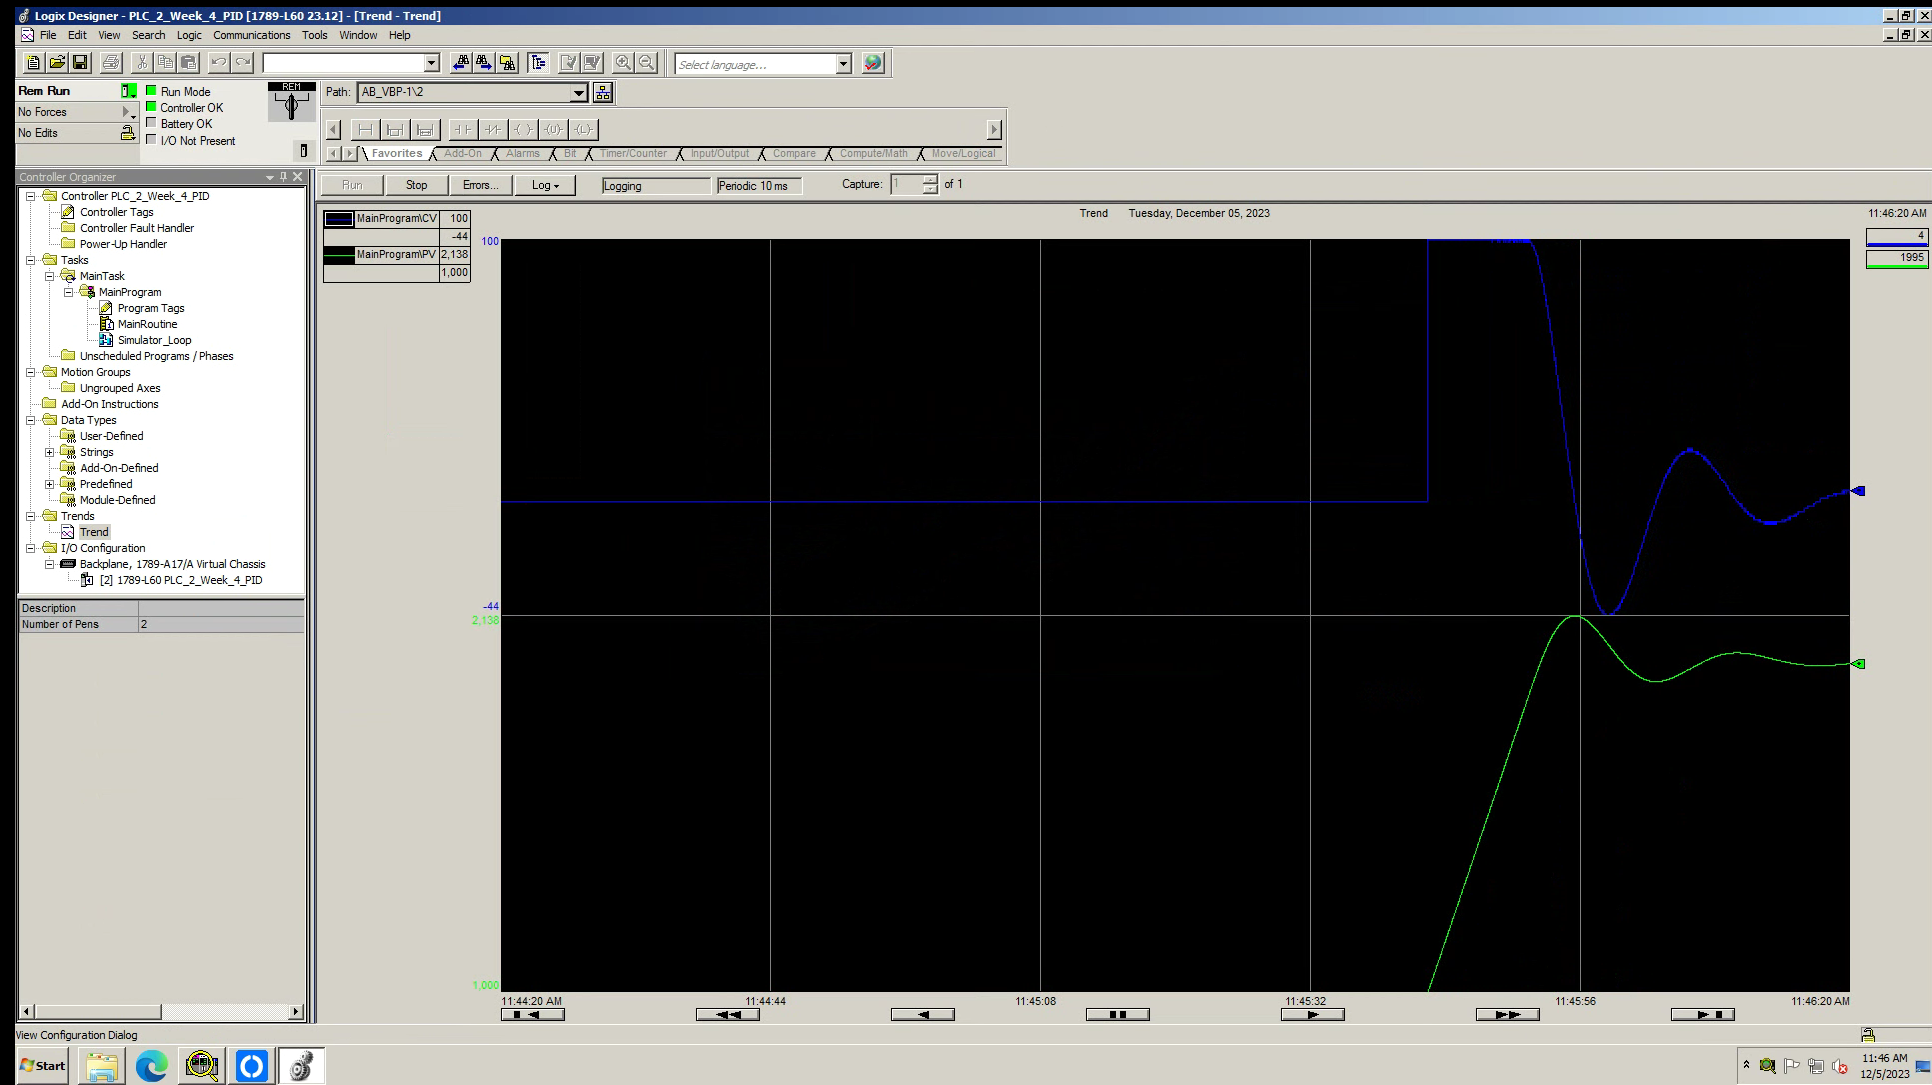 Logix Designer - PLC_2_Week_4_PID [1789-L60 23.12] - [Trend - Trend]
File Edit View Search Logic Communications Tools Window Help
Select language...
Rem Run
No Forces
No Edits
Run Mode
Controller OK
Battery OK
I/O Not Present
REM
Path: AB_VBP-1\2
Favorites Add-On Alarms Bit Timer/Counter Input/Output Compare Compute/Math Move/Logical
Controller Organizer
Controller PLC_2_Week_4_PID
Controller Tags
Controller Fault Handler
Power-Up Handler
Tasks
MainTask
MainProgram
Program Tags
MainRoutine
Simulator_Loop
Unscheduled Programs / Phases
Motion Groups
Ungrouped Axes
Add-On Instructions
Data Types
User-Defined
Strings
Add-On-Defined
Predefined
Module-Defined
Trends
Trend
I/O Configuration
Backplane, 1789-A17/A Virtual Chassis
[2] 1789-L60 PLC_2_Week_4_PID
Description
Number of Pens 2
Run Stop Errors... Log Logging Periodic 10 ms Capture: 1 of 1
Trend Tuesday, December 05, 2023 11:46:20 AM
MainProgram\CV 100
-44
MainProgram\PV 2,138
1,000
4
1995
100
-44
2,138
1,000
11:44:20 AM 11:44:44 11:45:08 11:45:32 11:45:56 11:46:20 AM
View Configuration Dialog
Start
11:46 AM
12/5/2023